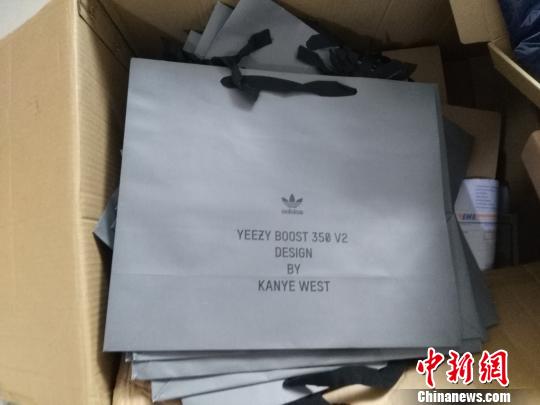 adidas
YEEZY BOOST 350 V2
DESIGN
BY
KANYE WEST
中新网
Chinanews.com